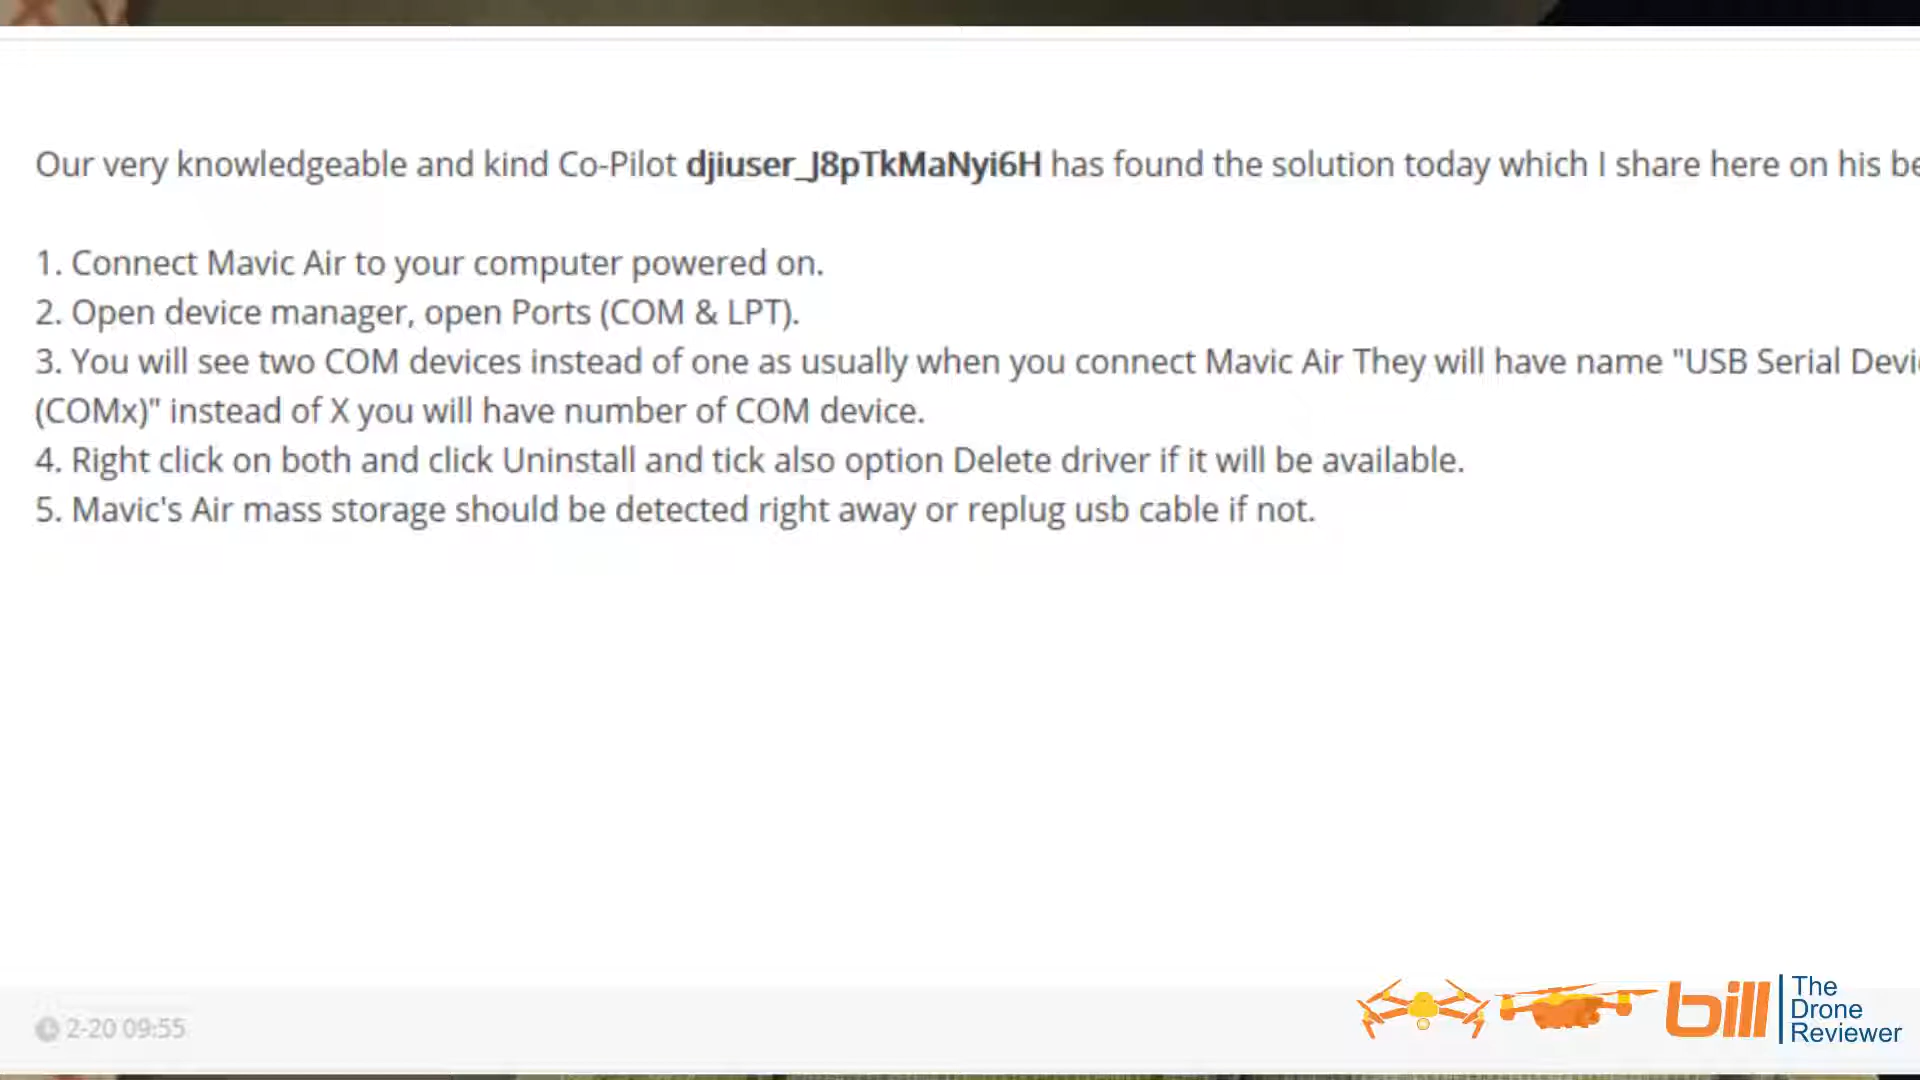 Our very knowledgeable and kind Co-Pilot djiuser_J8pTkMaNyi6H has found the solution today which I share here on his
1. Connect Mavic Air to your computer powered on.
2. Open device manager, open Ports (COM & LPT).
3. You will see two COM devices instead of one as usually when you connect Mavic Air They will have name "USB Serial
(COMx)" instead of X you will have number of COM device.
4. Right click on both and click Uninstall and tick also option Delete driver if it will be available.
5. Mavic's Air mass storage should be detected right away or replug usb cable if not.
2-20 09:55
bill
The
Drone
Reviewer